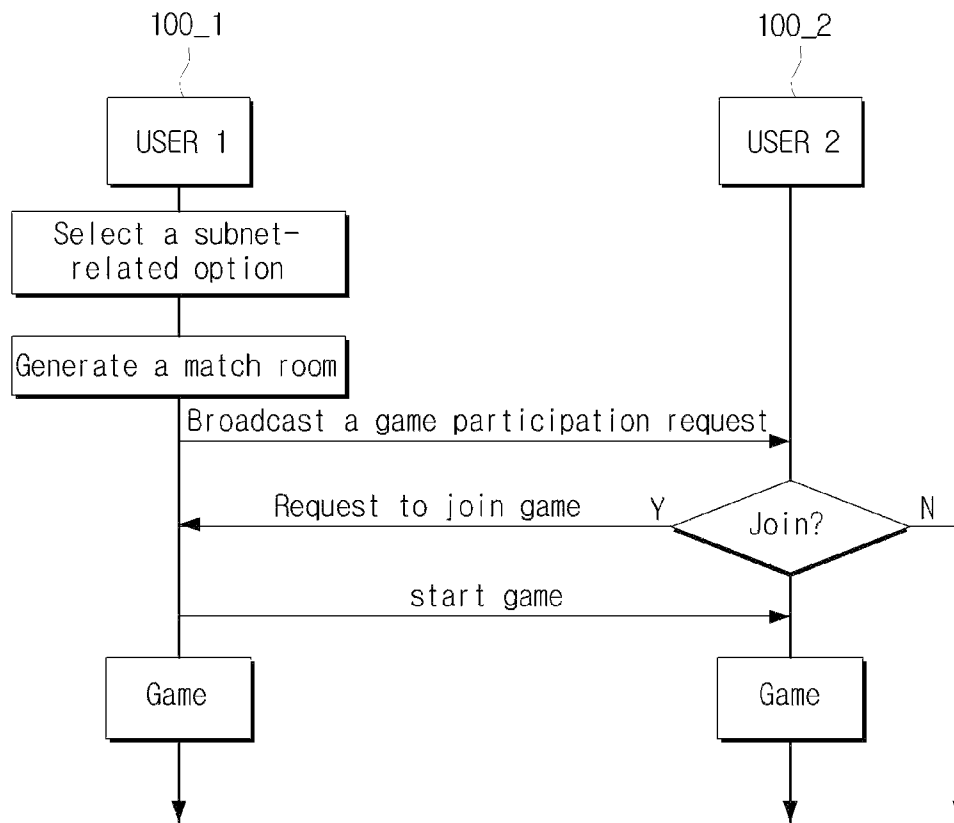 100_1
100_2
USER 1
USER 2
Select a subnet-
related option
Generate a match room
Broadcast a game participation request
Request to join game
Y
Join?
N
start game
Game
Game